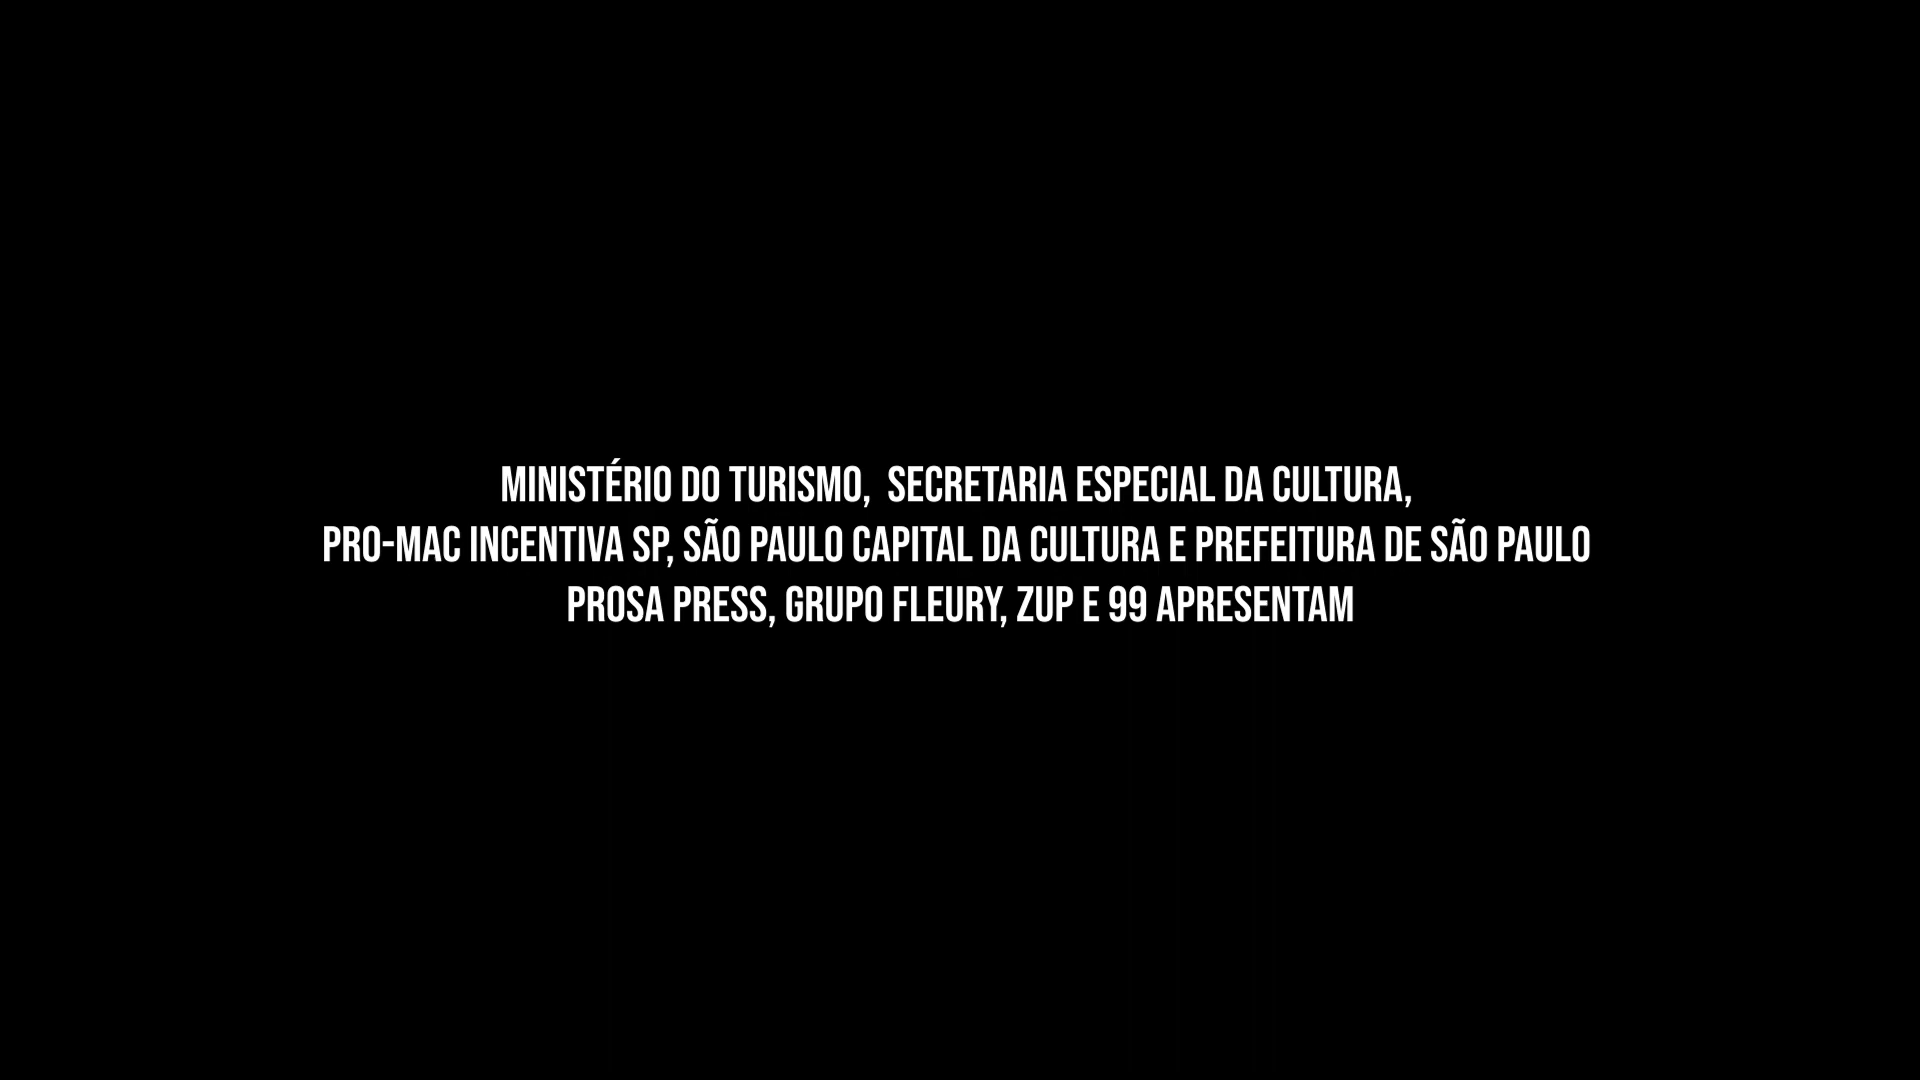 MINISTÉRIO DO TURISMO,  SECRETARIA ESPECIAL DA CULTURA,
PRO-MAC INCENTIVA SP, SÃO PAULO CAPITAL DA CULTURA E PREFEITURA DE SÃO PAULO
PROSA PRESS, GRUPO FLEURY, ZUP E 99 APRESENTAM